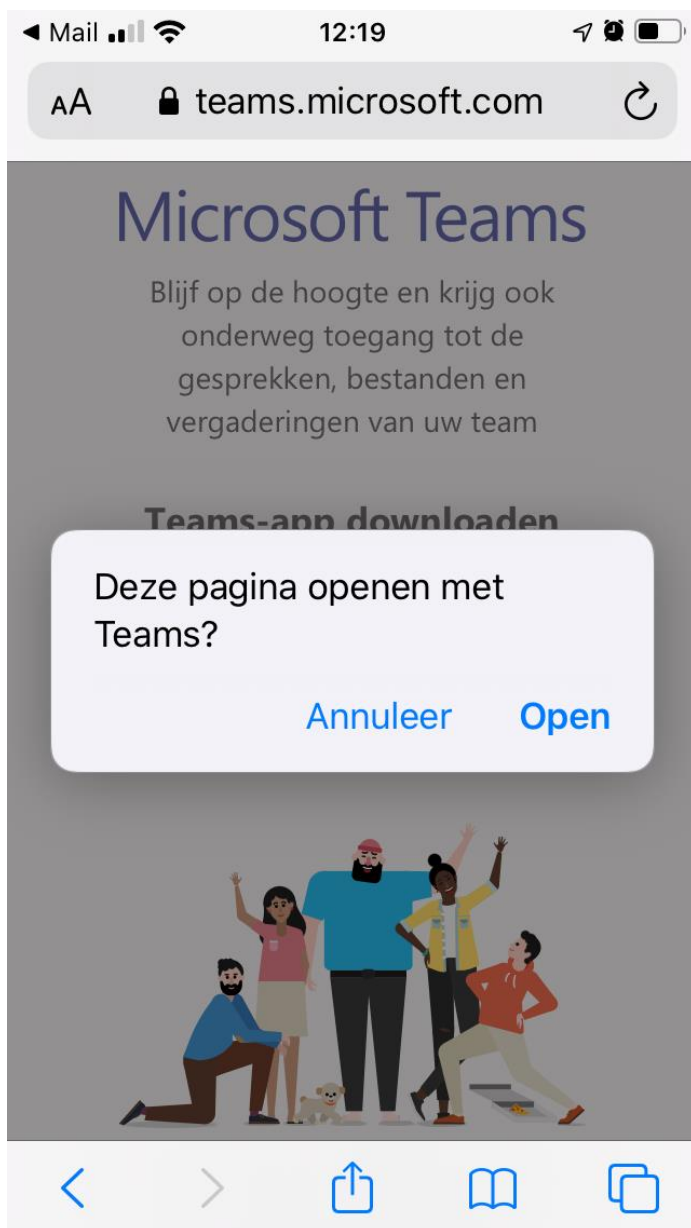 Mail 12:19
AA teams.microsoft.com
Microsoft Teams
Blijf op de hoogte en krijg ook
onderweg toegang tot de
gesprekken, bestanden en
vergaderingen van uw team
Teams-app downloaden
Deze pagina openen met
Teams?
Annuleer Open